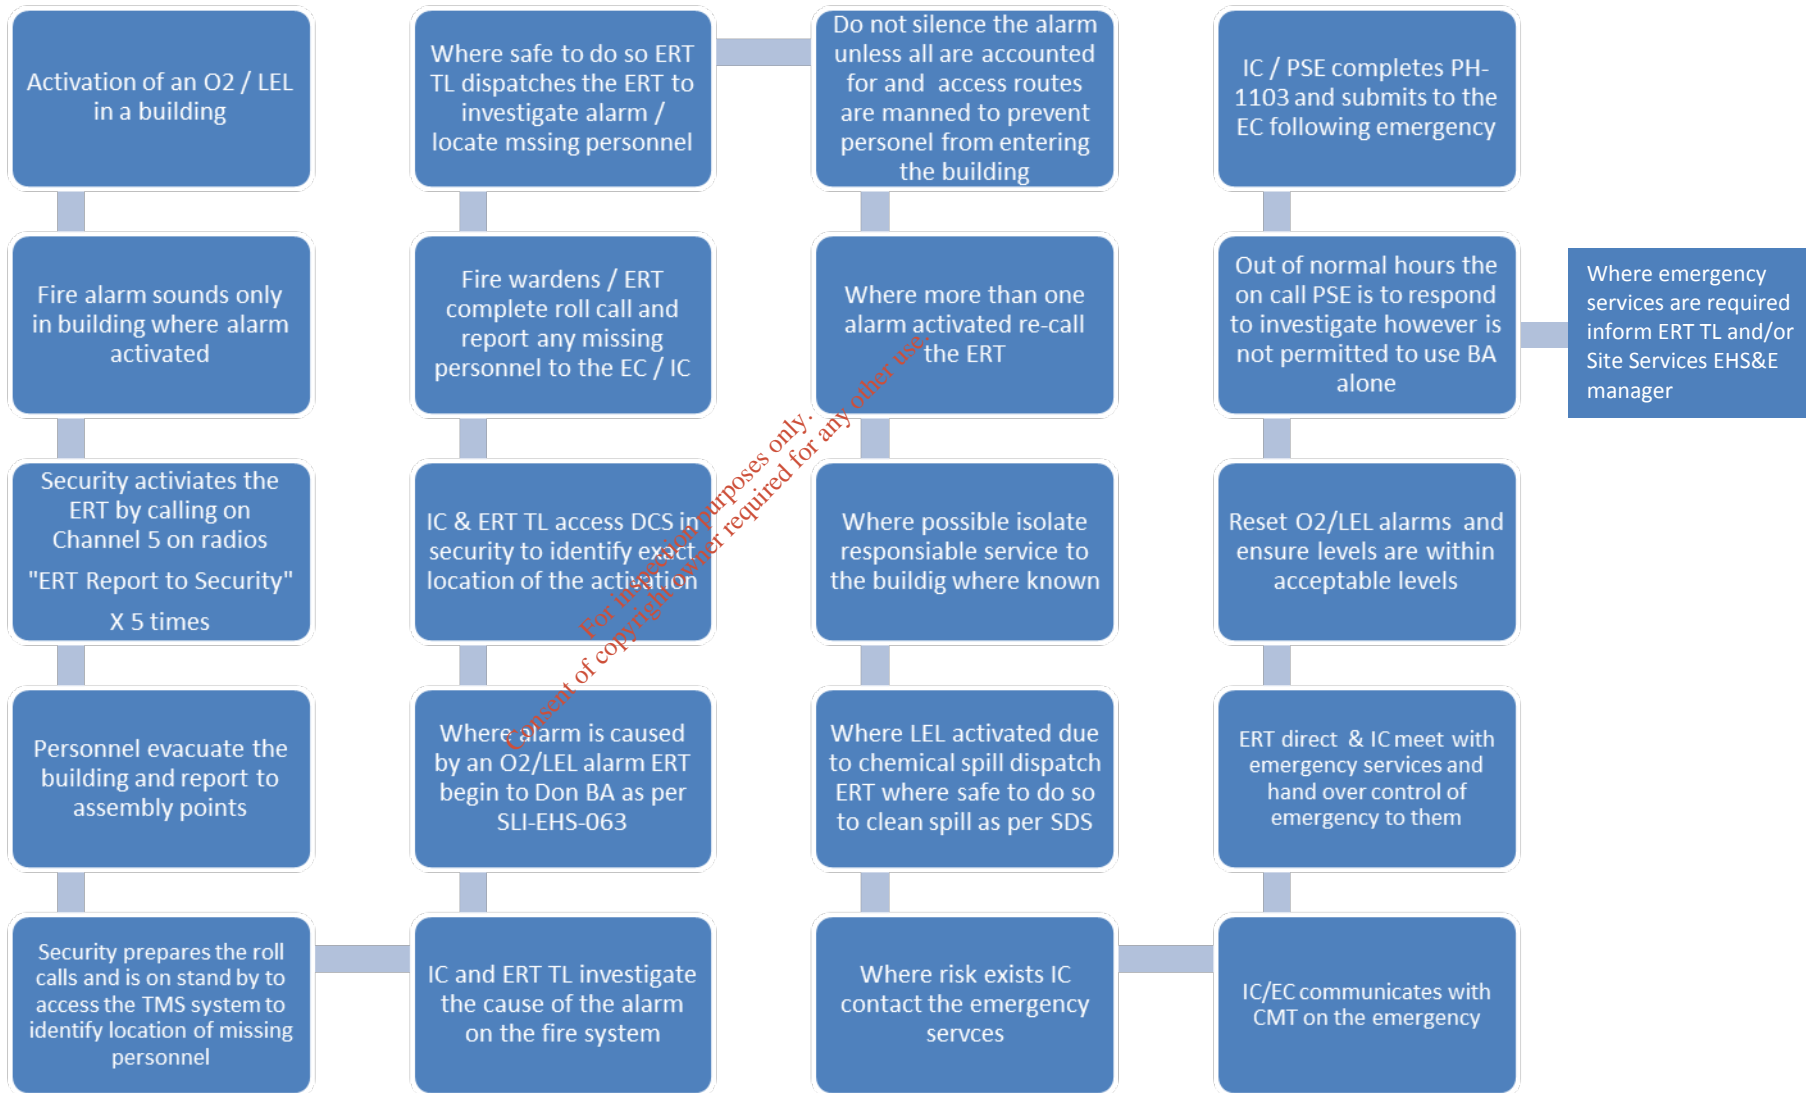 Activation of an O2 / LEL
in a building
Fire alarm sounds only
in building where alarm
activated
Security activiates the
ERT by calling on
Channel 5 on radios
"ERT Report to Security"
X 5 times
Personnel evacuate the
building and report to
assembly points
Security prepares the roll
calls and is on stand by to
access the TMS system to
identify location of missing
personnel
IC and ERT TL investigate
the cause of the alarm
on the fire system
Where alarm is caused
by an O2/LEL alarm ERT
begin to Don BA as per
SLI-EHS-063
IC & ERT TL access DCS in
security to identify exact
location of the activation
Fire wardens / ERT
complete roll call and
report any missing
personnel to the EC / IC
Where safe to do so ERT
TL dispatches the ERT to
investigate alarm /
locate mssing personnel
Do not silence the alarm
unless all are accounted
for and access routes
are manned to prevent
personel from entering
the building
Where more than one
alarm activated re-call
the ERT
Where possible isolate
responsiable service to
the buildig where known
Where LEL activated due
to chemical spill dispatch
ERT where safe to do so
to clean spill as per SDS
Where risk exists IC
contact the emergency
servces
IC/EC communicates with
CMT on the emergency
ERT direct & IC meet with
emergency services and
hand over control of
emergency to them
Reset O2/LEL alarms and
ensure levels are within
acceptable levels
Out of normal hours the
on call PSE is to respond
to investigate however is
not permitted to use BA
alone
IC / PSE completes PH-
1103 and submits to the
EC following emergency
Where emergency
services are required
inform ERT TL and/or
Site Services EHS&E
manager
For inspection purposes only.
Consent of copyright owner required for any other use.